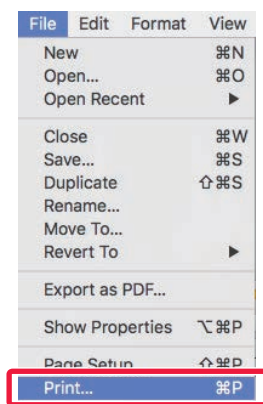 File Edit Format View
New ⌘N
Open... ⌘O
Open Recent ▶
Close ⌘W
Save... ⌘S
Duplicate ⇧⌘S
Rename...
Move To...
Revert To ▶
Export as PDF...
Show Properties ⌥⌘P
Page Setup ⇧⌘P
Print... ⌘P